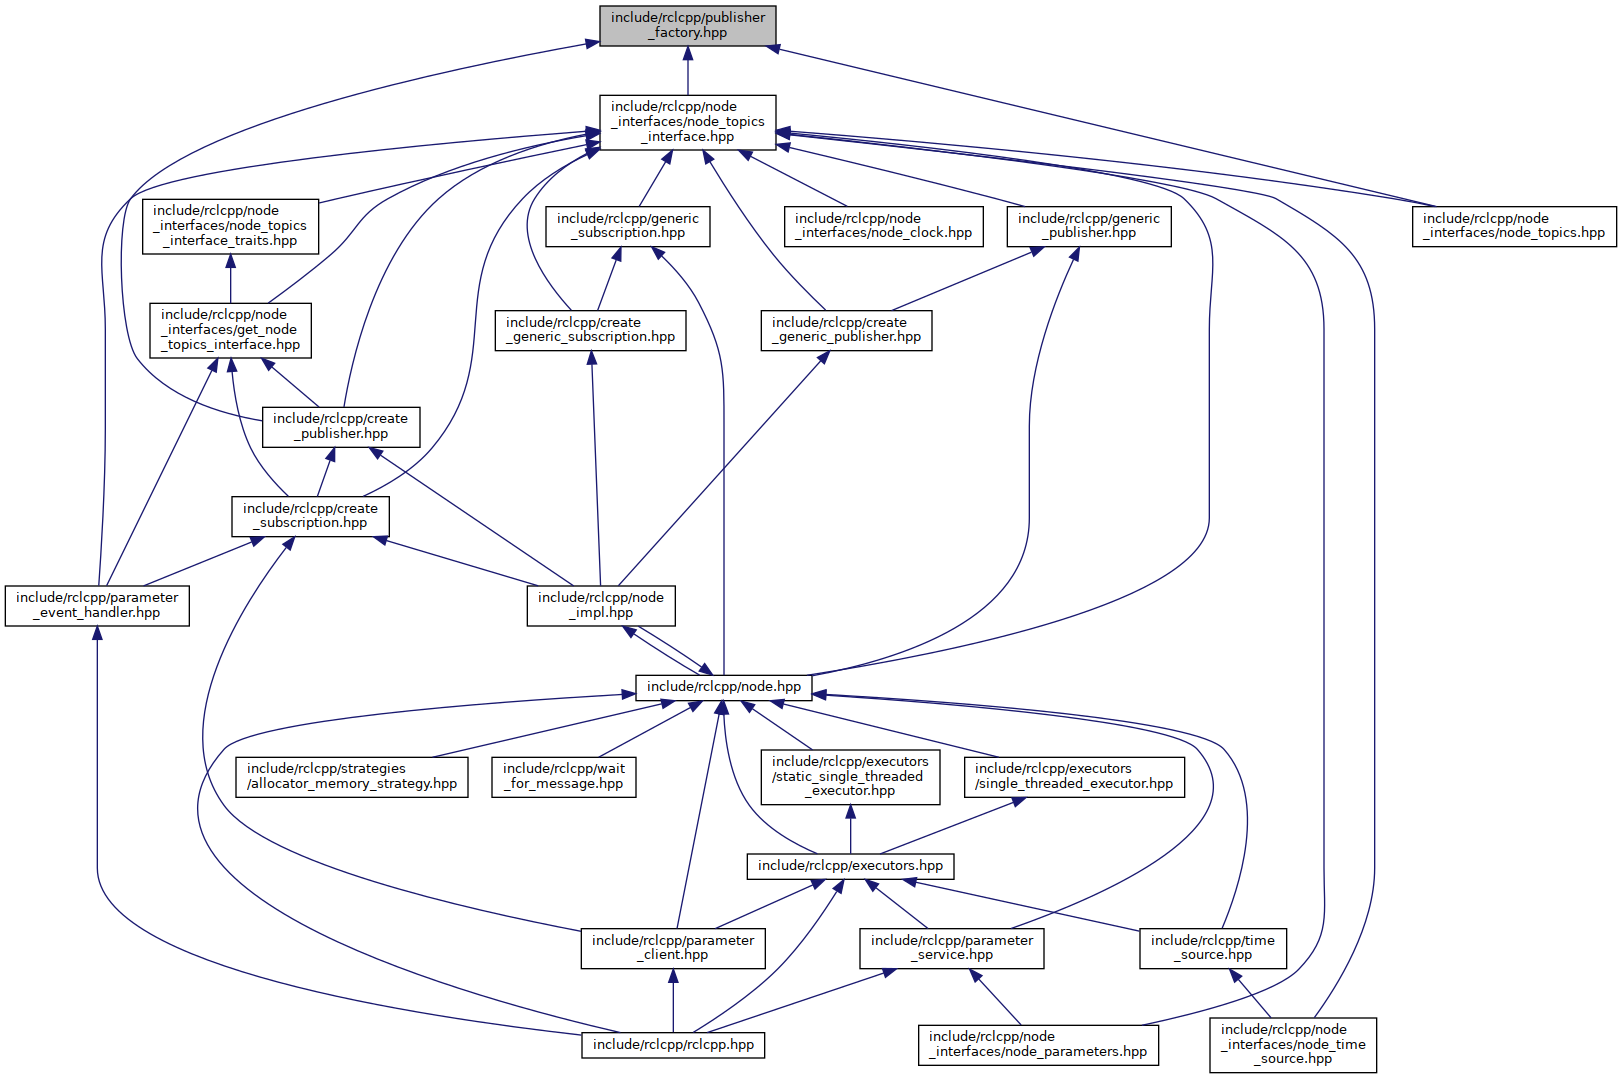 include/rclcpp/publisher
_factory.hpp
include/rclcpp/node
_interfaces/node_topics
_interface.hpp
include/rclcpp/node
_interfaces/node_topics
_interface_traits.hpp
include/rclcpp/generic
_subscription.hpp
include/rclcpp/node
_interfaces/node_clock.hpp
include/rclcpp/generic
_publisher.hpp
include/rclcpp/node
_interfaces/node_topics.hpp
include/rclcpp/node
_interfaces/get_node
_topics_interface.hpp
include/rclcpp/create
_generic_subscription.hpp
include/rclcpp/create
_generic_publisher.hpp
include/rclcpp/create
_publisher.hpp
include/rclcpp/create
_subscription.hpp
include/rclcpp/parameter
_event_handler.hpp
include/rclcpp/node
_impl.hpp
include/rclcpp/node.hpp
include/rclcpp/strategies
/allocator_memory_strategy.hpp
include/rclcpp/wait
_for_message.hpp
include/rclcpp/executors
/static_single_threaded
_executor.hpp
include/rclcpp/executors
/single_threaded_executor.hpp
include/rclcpp/executors.hpp
include/rclcpp/parameter
_client.hpp
include/rclcpp/parameter
_service.hpp
include/rclcpp/time
_source.hpp
include/rclcpp/rclcpp.hpp
include/rclcpp/node
_interfaces/node_parameters.hpp
include/rclcpp/node
_interfaces/node_time
_source.hpp